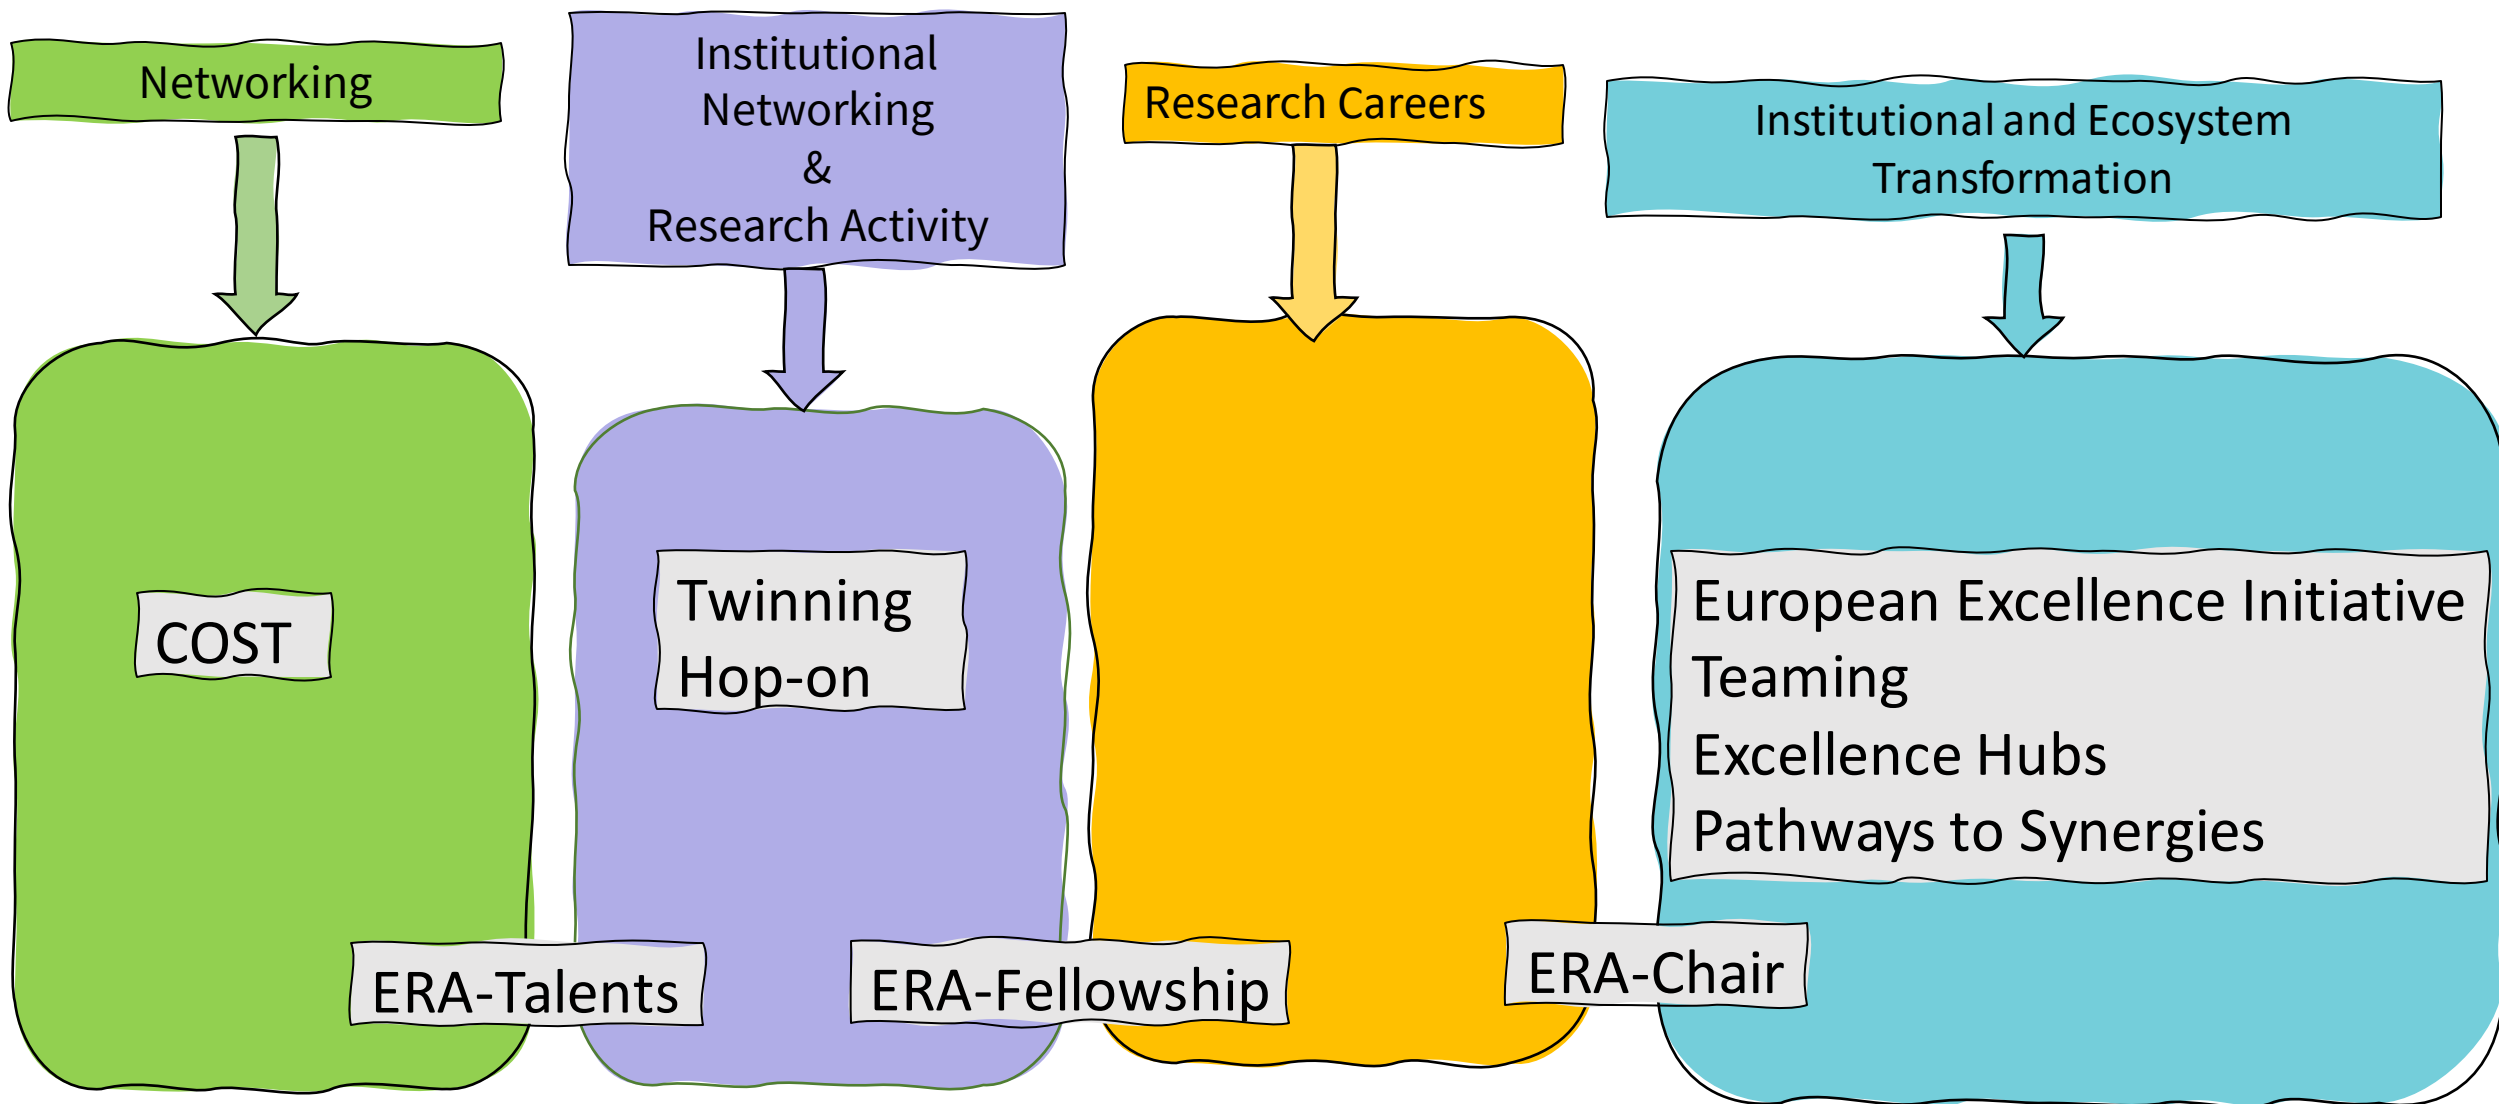 Networking
Institutional
Networking
&
Research Activity
Research Careers
Institutional and Ecosystem
Transformation
COST
Twinning
Hop-on
European Excellence Initiative
Teaming
Excellence Hubs
Pathways to Synergies
ERA-Talents
ERA-Fellowship
ERA-Chair